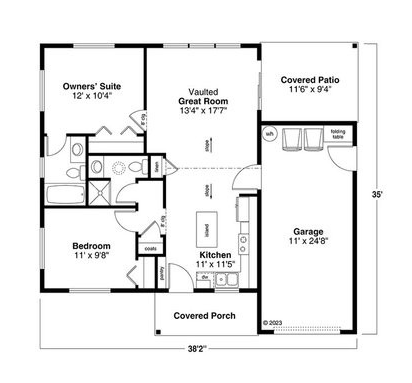 Owners' Suite
12' x 10'4"
Vaulted
Great Room
13'4" x 17'7"
Covered Patio
11'6" x 9'4"
8' clg
slope
w/h
folding
table
linen
slope
35'
8' clg
island
Bedroom
11' x 9'8"
coats
Garage
11' x 24'8"
Kitchen
11' x 11'5"
pantry
dw
Covered Porch
© 2023
38'2"